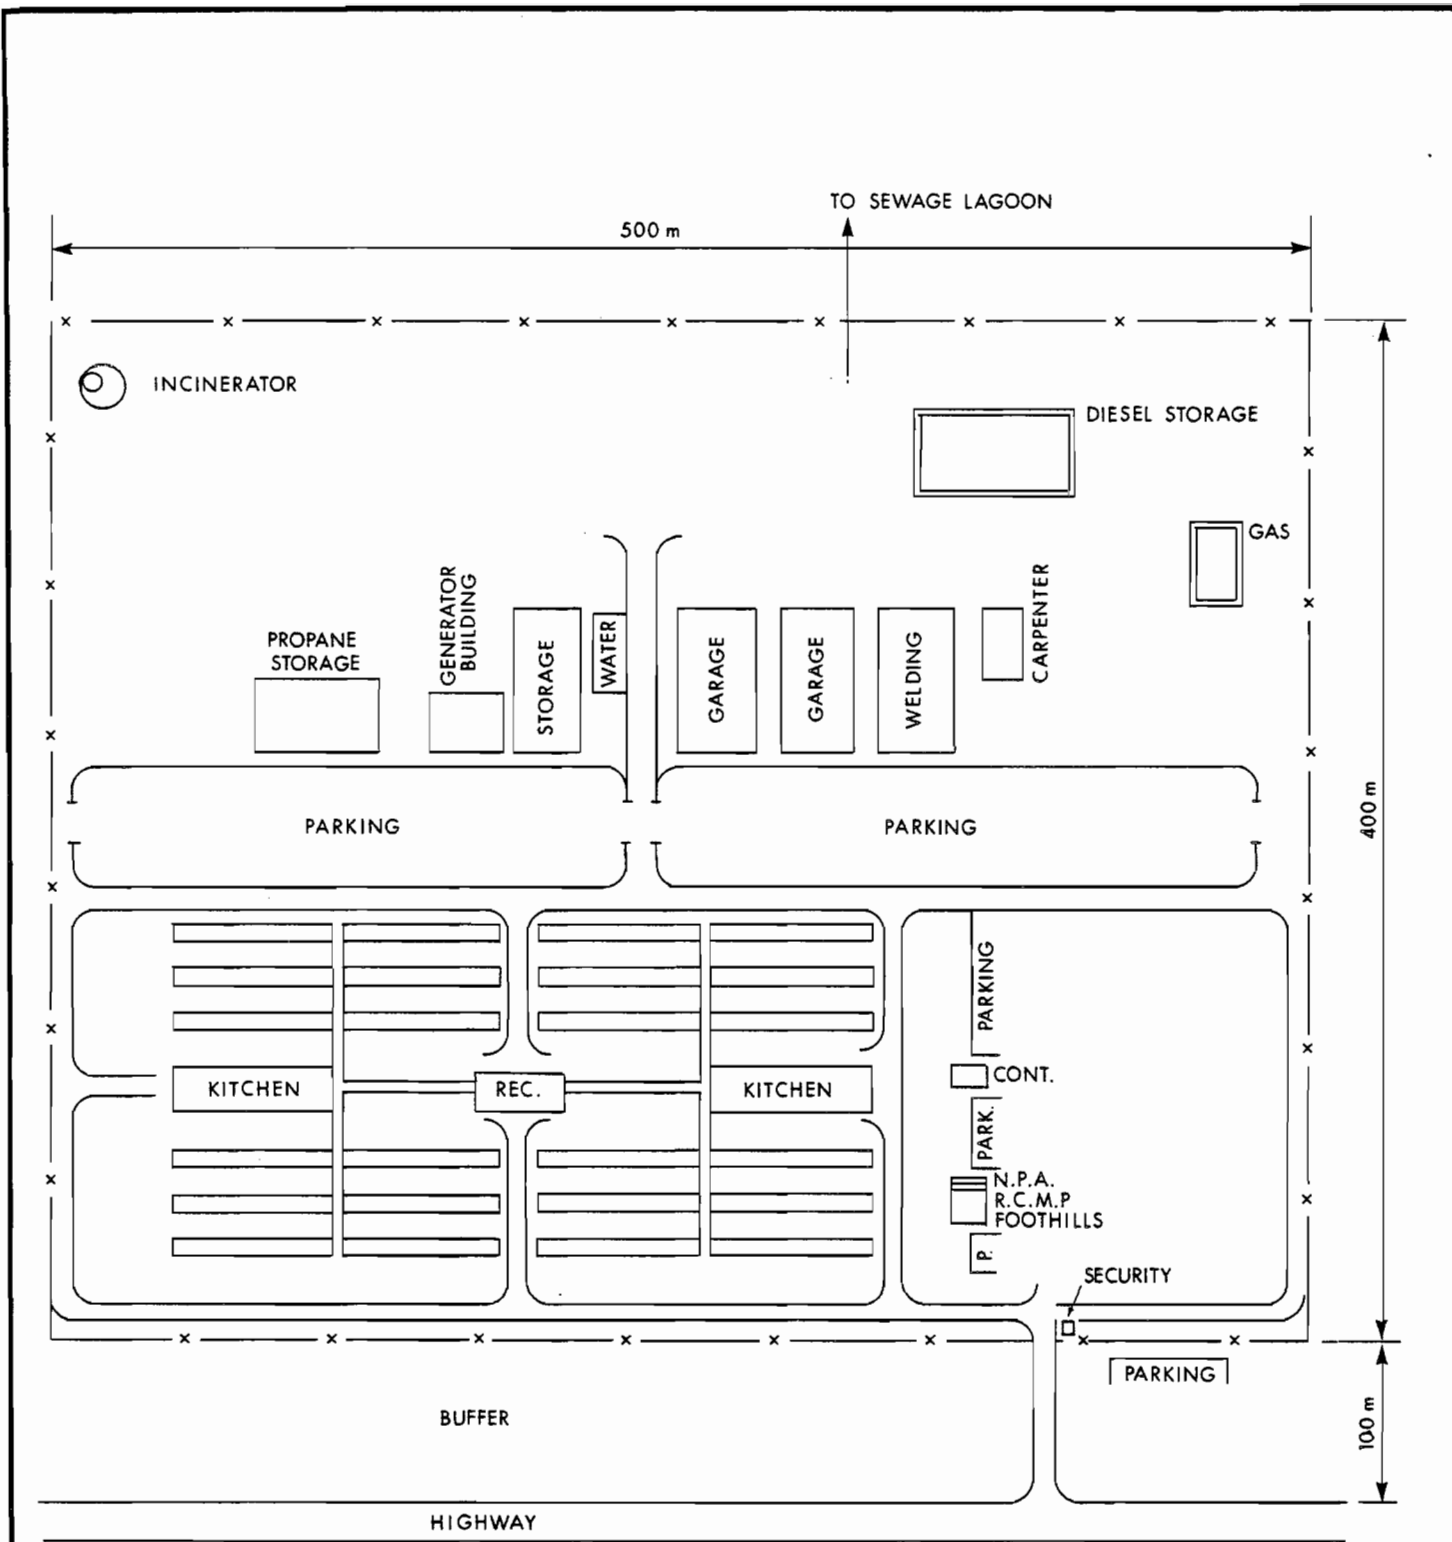 TO SEWAGE LAGOON
500 m
INCINERATOR
DIESEL STORAGE
GAS
PROPANE
STORAGE
GENERATOR
BUILDING
STORAGE
WATER
GARAGE
GARAGE
WELDING
CARPENTER
400 m
PARKING
PARKING
PARKING
KITCHEN
REC.
KITCHEN
CONT.
PARK.
N.P.A.
R.C.M.P
FOOTHILLS
P.
SECURITY
PARKING
BUFFER
100 m
HIGHWAY